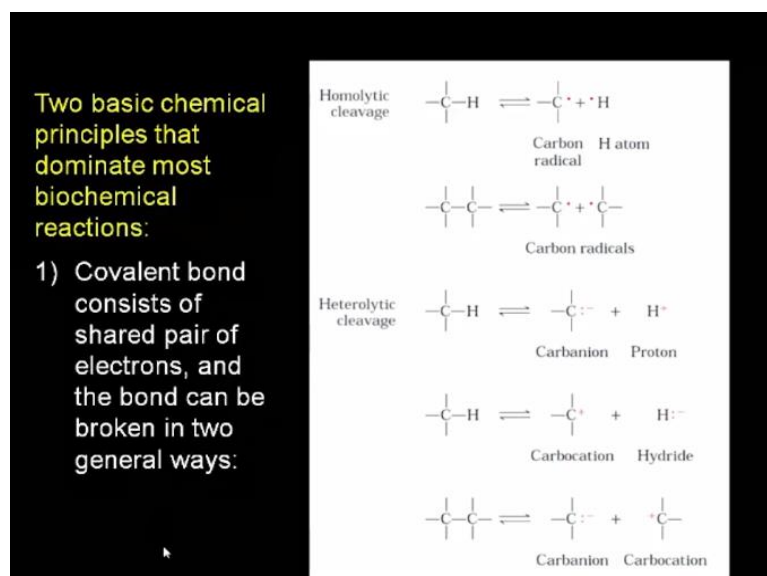 Two basic chemical
principles that
dominate most
biochemical
reactions:
1) Covalent bond
consists of
shared pair of
electrons, and
the bond can be
broken in two
general ways:
Homolytic
cleavage
–C–H ⇌ –C· + ·H
Carbon radical
H atom
–C–C– ⇌ –C· + ·C–
Carbon radicals
Heterolytic
cleavage
–C–H ⇌ –C:⁻ + H⁺
Carbanion Proton
–C–H ⇌ –C⁺ + H:⁻
Carbocation Hydride
–C–C– ⇌ –C:⁻ + ⁺C–
Carbanion Carbocation